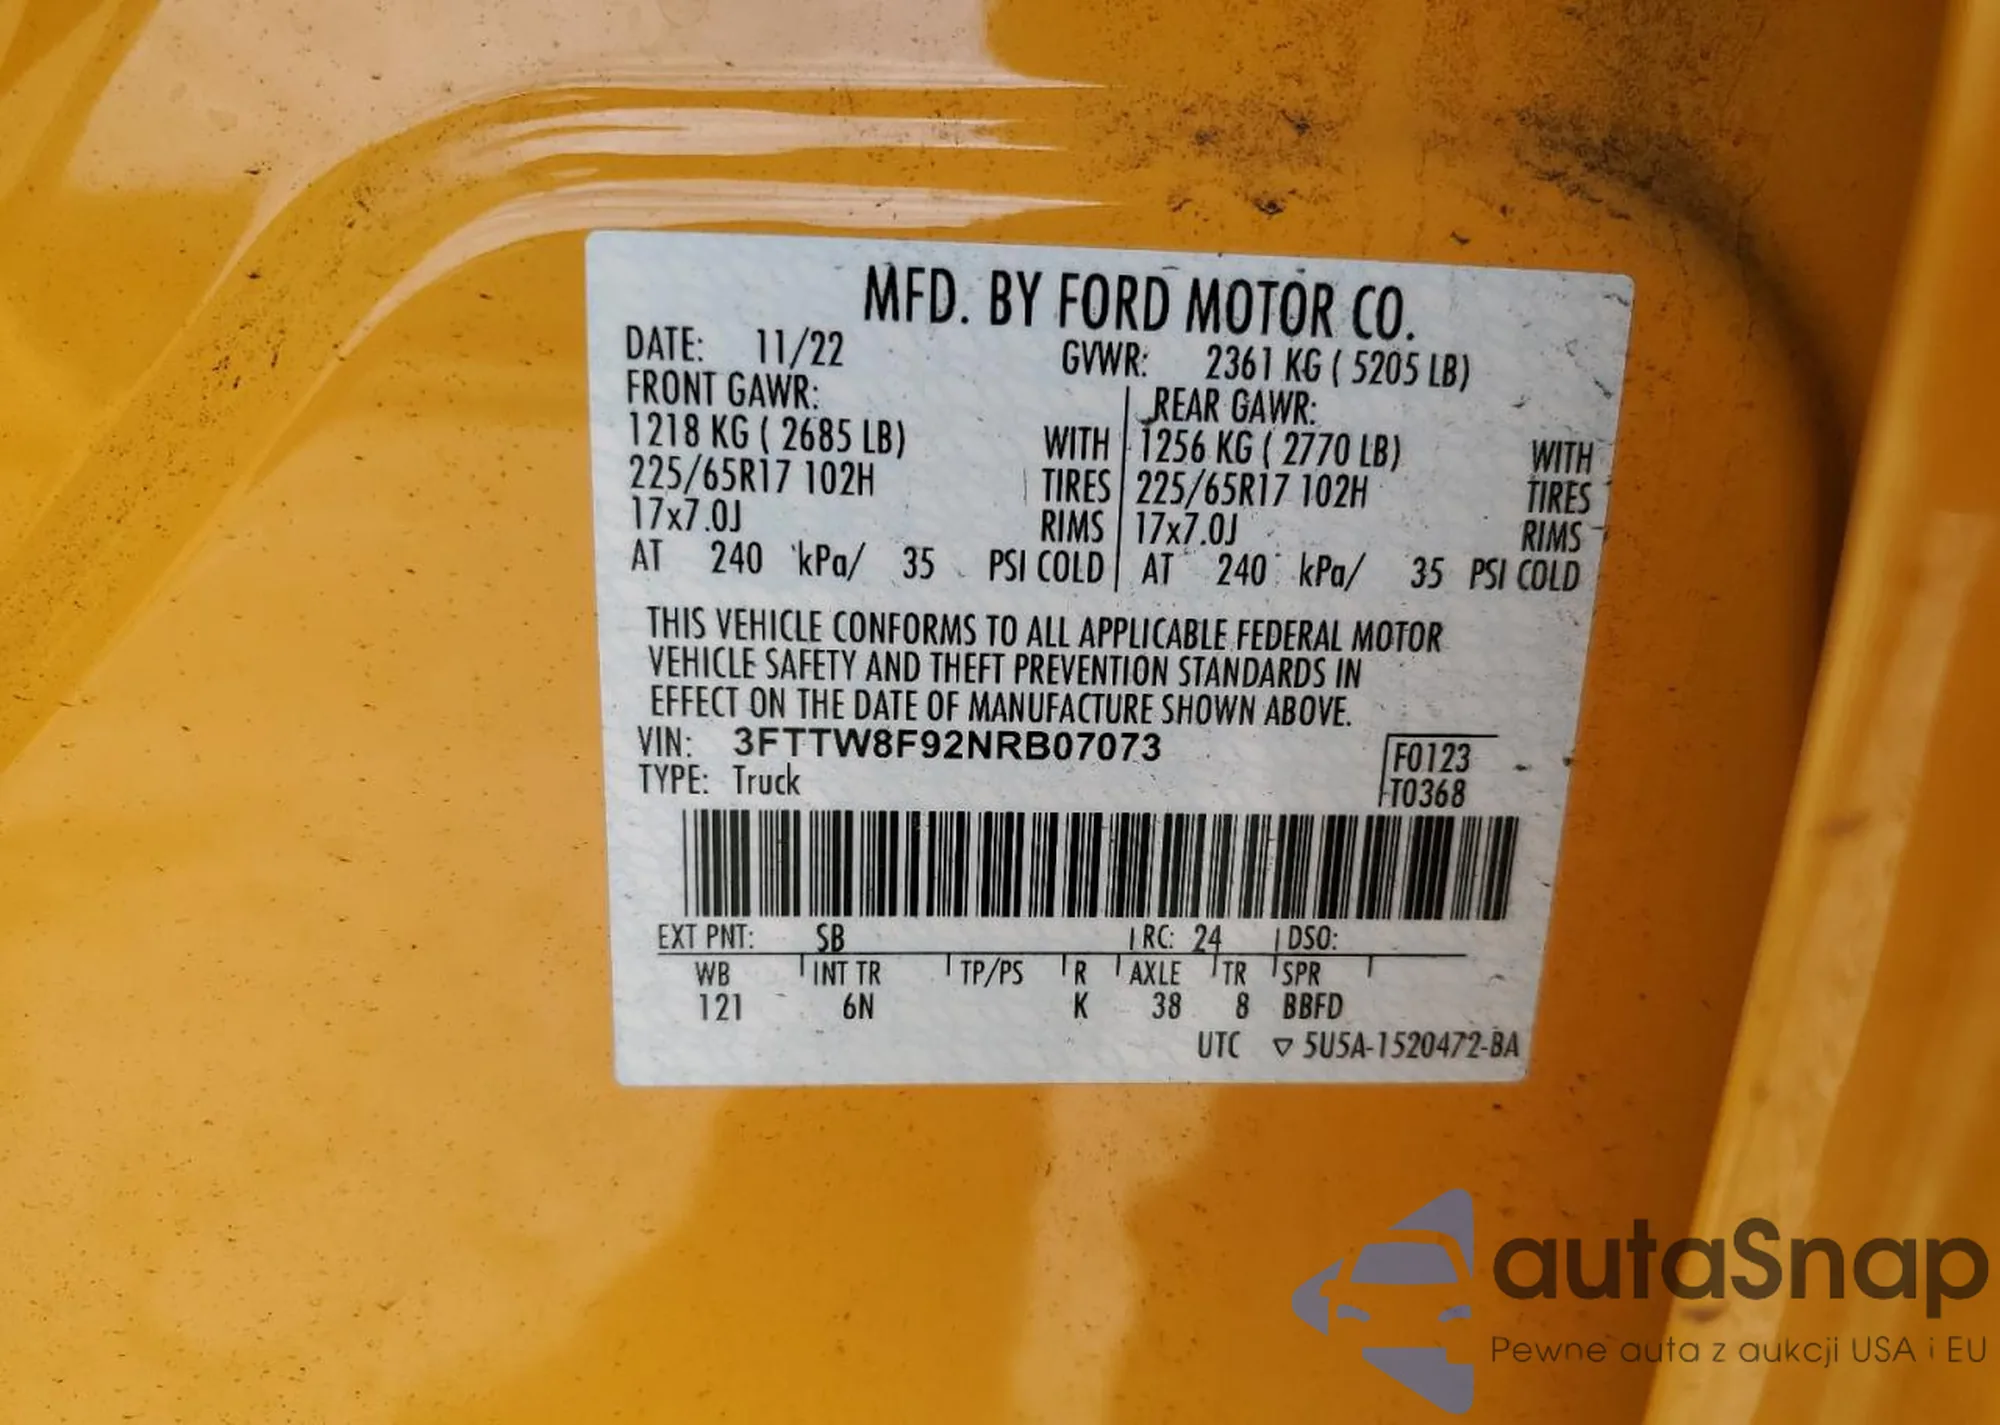 MFD. BY FORD MOTOR CO.
DATE: 11/22 GVWR: 2361 KG ( 5205 LB)
FRONT GAWR: REAR GAWR:
1218 KG ( 2685 LB) WITH 1256 KG ( 2770 LB) WITH
225/65R17 102H TIRES 225/65R17 102H TIRES
17x7.0J RIMS 17x7.0J RIMS
AT 240 kPa/ 35 PSI COLD AT 240 kPa/ 35 PSI COLD
THIS VEHICLE CONFORMS TO ALL APPLICABLE FEDERAL MOTOR
VEHICLE SAFETY AND THEFT PREVENTION STANDARDS IN
EFFECT ON THE DATE OF MANUFACTURE SHOWN ABOVE.
VIN: 3FTTW8F92NRB07073 F0123
TYPE: Truck T0368
EXT PNT: SB RC: 24 DSO:
WB INT TR TP/PS R AXLE TR SPR
121 6N K 38 8 BBFD
UTC ▽ 5U5A-1520472-BA
autaSnap
Pewne auta z aukcji USA i EU